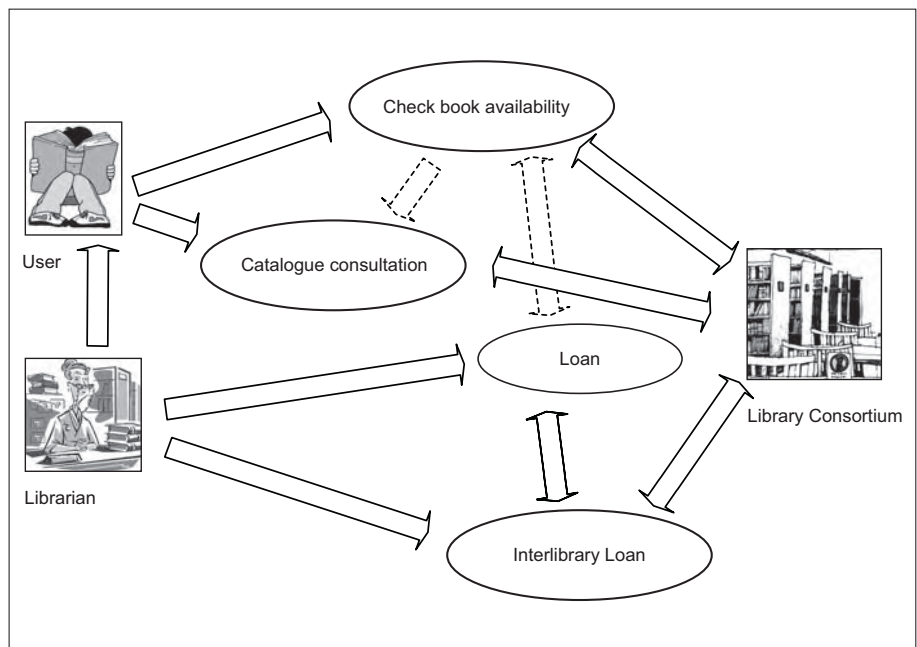 Check book availability
User
Catalogue consultation
Loan
Library Consortium
Librarian
Interlibrary Loan